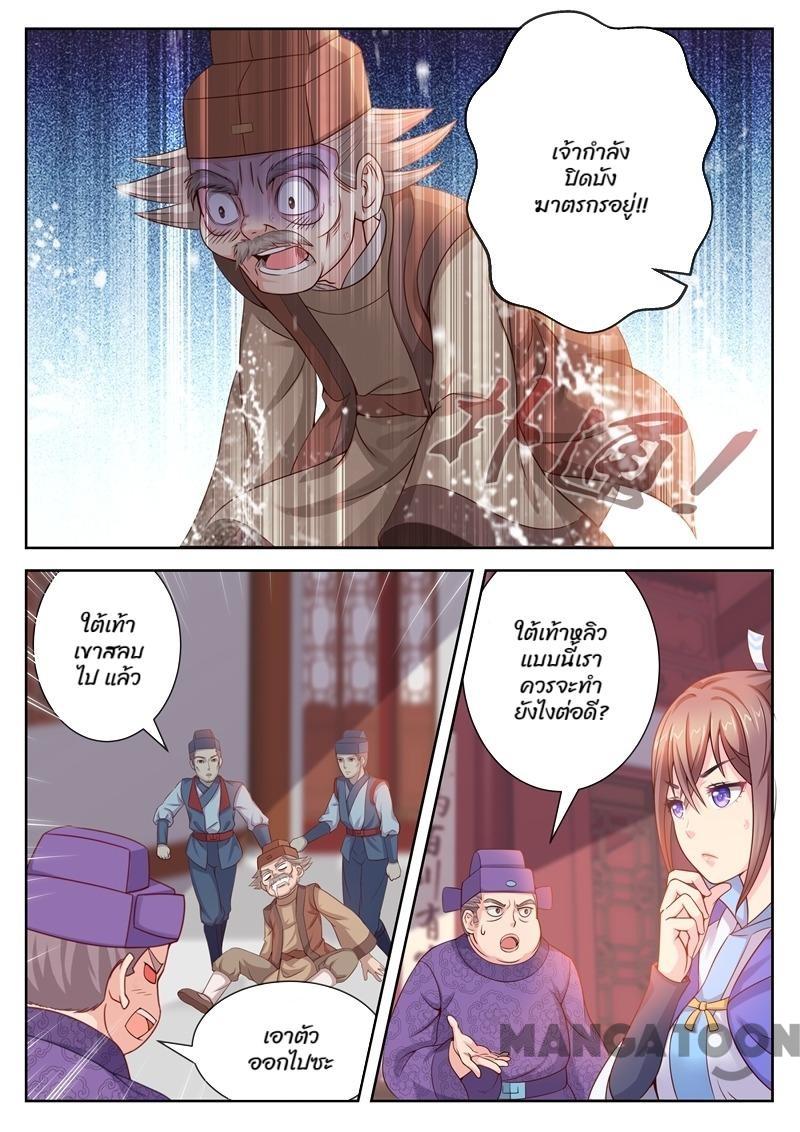 เจ้ากำลัง
ปิดบัง
ฆาตรกรอยู่!!
ใต้เท้า
เขาสลบ
ไป แล้ว
เอาตัว
ออกไปซะ
ใต้เท้าหลิว
แบบนี้เรา
ควรจะทำ
ยังไงต่อดี?
百川有
MANGATOON